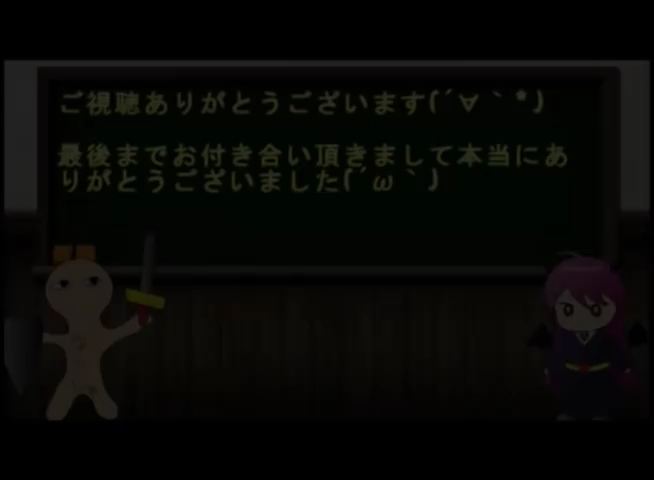 ご視聴ありがとうございます(´∀｀*)
最後までお付き合い頂きまして本当にあ
りがとうございました(´ω｀)